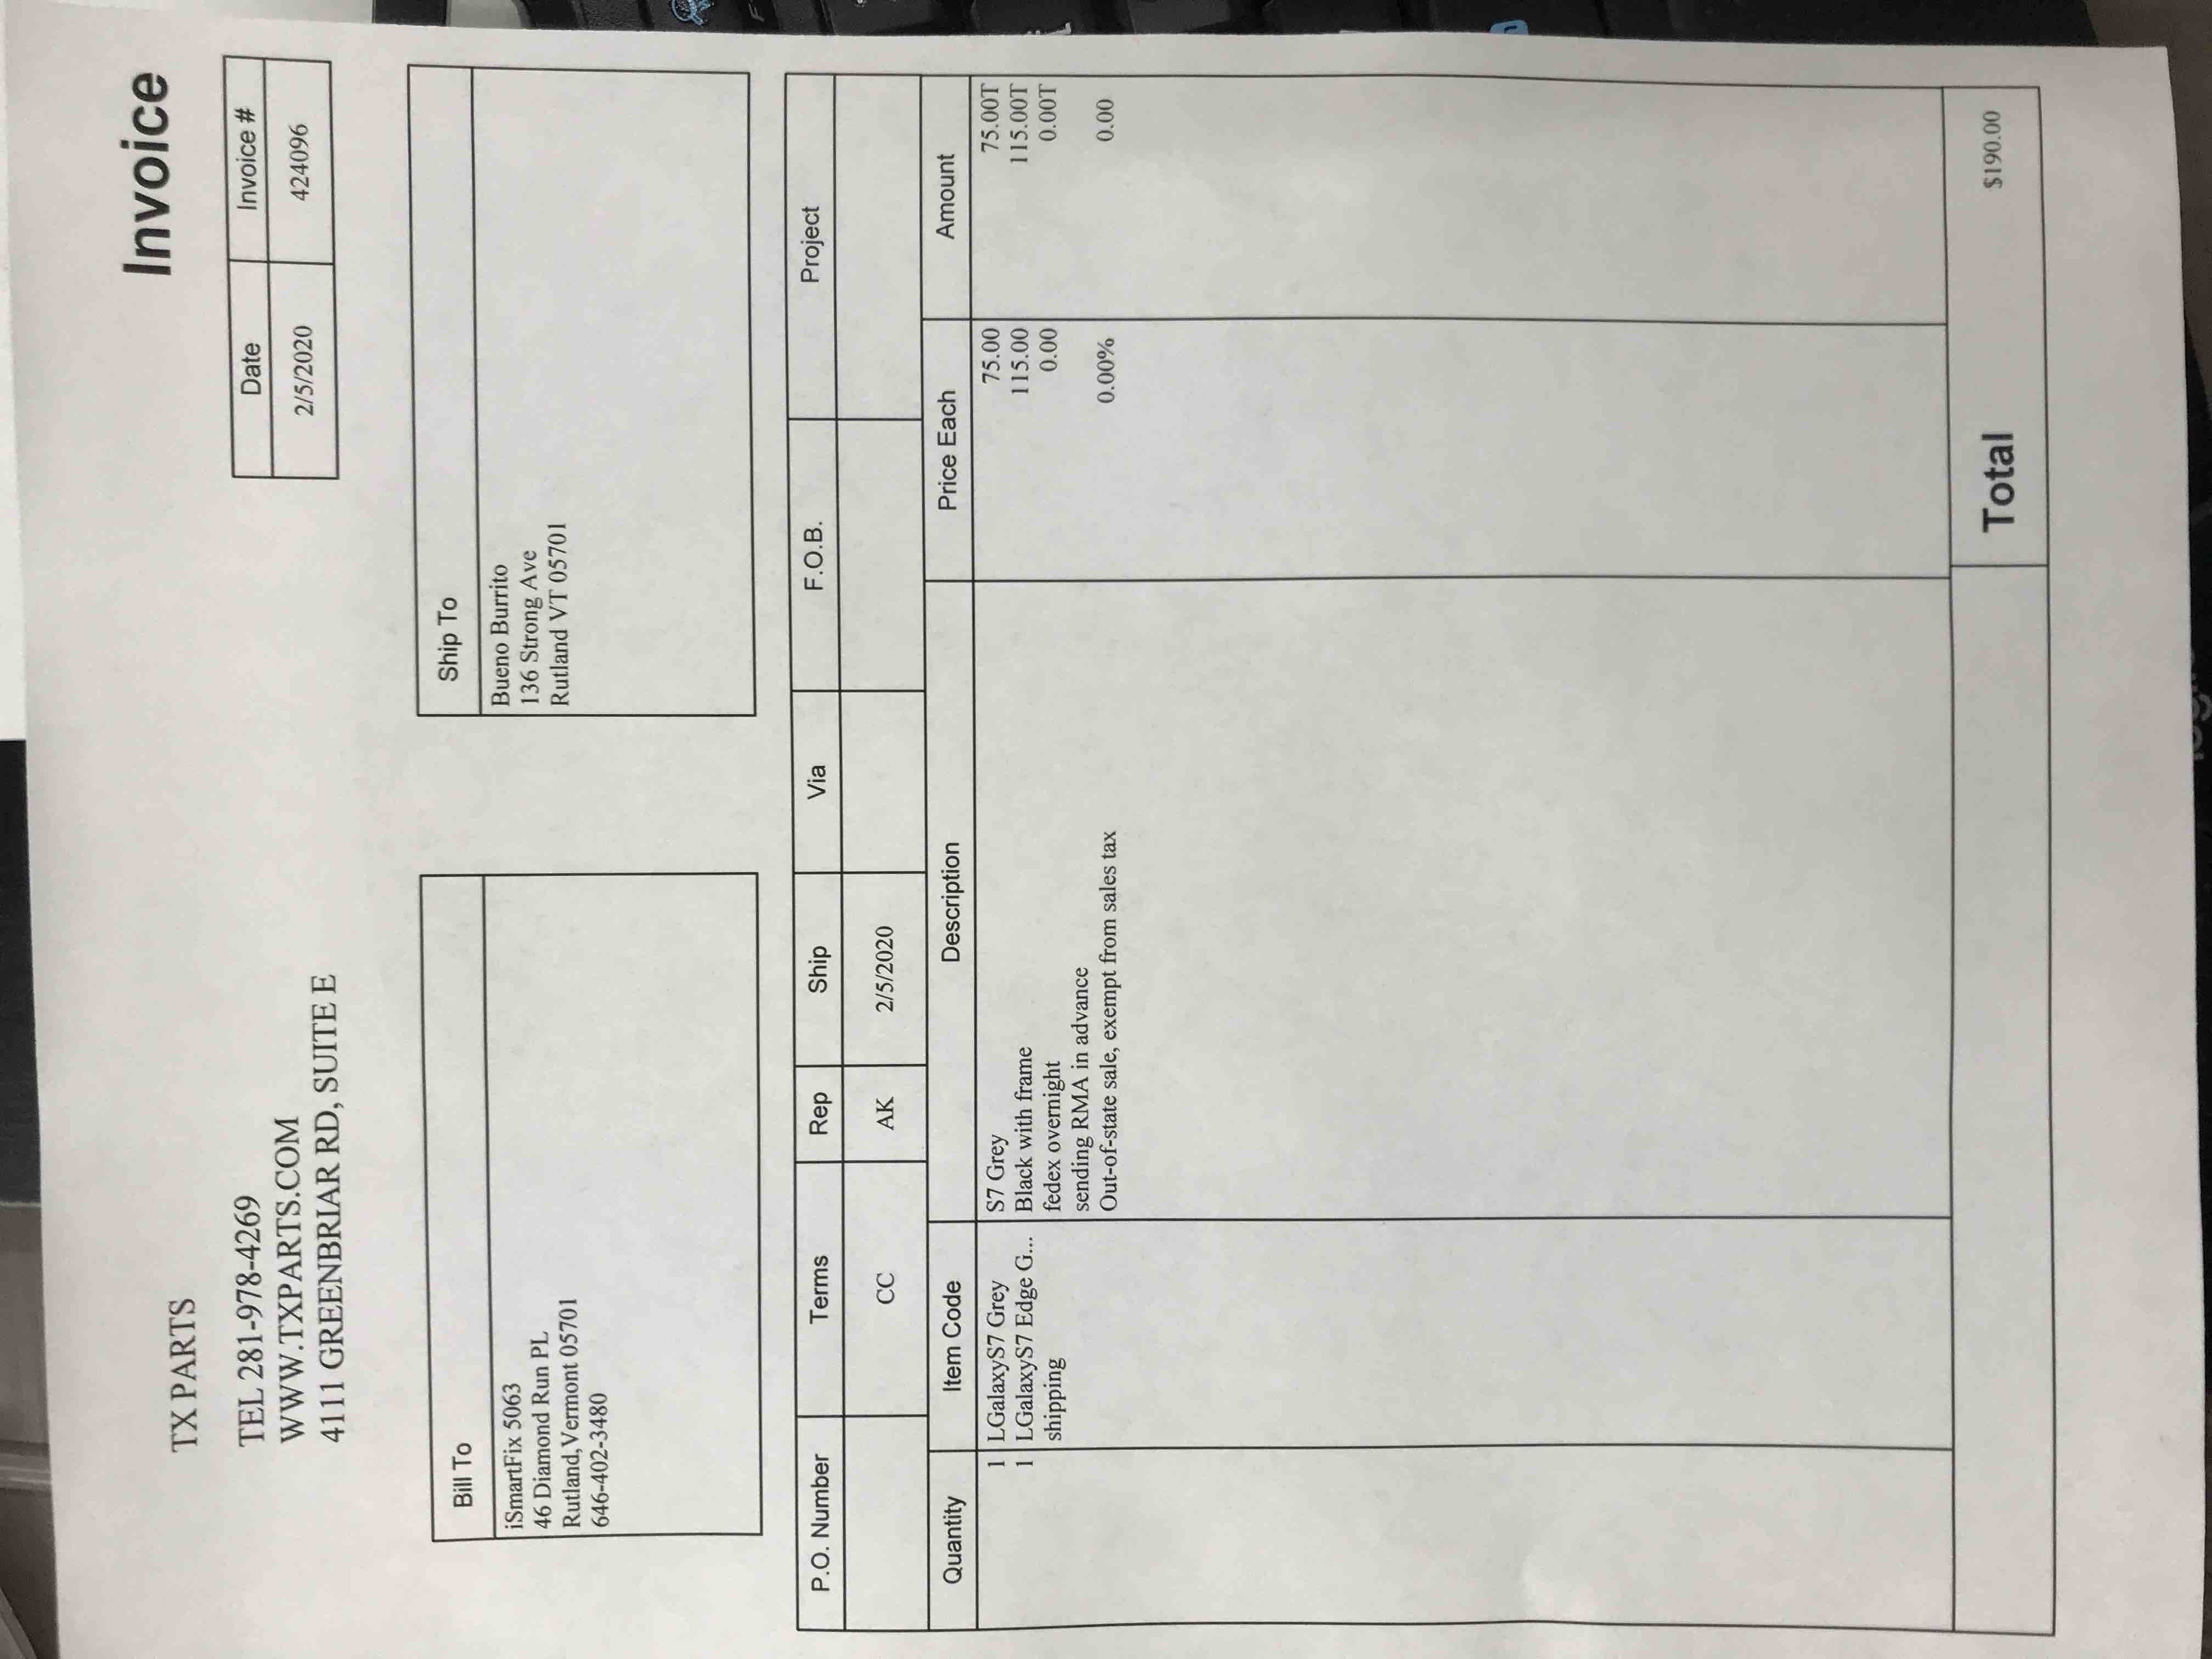 Invoice
TX PARTS
TEL 281-978-4269
WWW.TXPARTS.COM
4111 GREENBRIAR RD, SUITE E
Date Invoice #
2/5/2020 424096
Bill To
iSmartFix 5063
46 Diamond Run PL
Rutland,Vermont 05701
646-402-3480
Ship To
Bueno Burrito
136 Strong Ave
Rutland VT 05701
P.O. Number Terms Rep Ship Via F.O.B. Project
CC AK 2/5/2020
Quantity Item Code Description Price Each Amount
1 LGalaxyS7 Grey S7 Grey 75.00 75.00T
1 LGalaxyS7 Edge G... Black with frame 115.00 115.00T
shipping fedex overnight 0.00 0.00T
sending RMA in advance
Out-of-state sale, exempt from sales tax 0.00% 0.00
Total $190.00